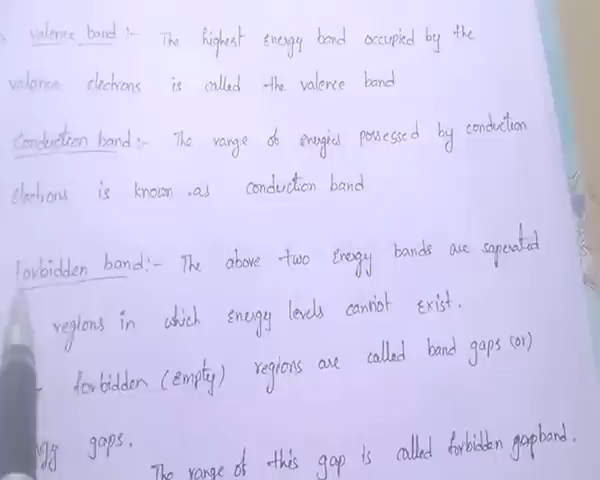 valence band :- The highest energy band occupied by the
valence electrons is called the valence band
Conduction band :- The range of energies possessed by conduction
electrons is known as conduction band
Forbidden band :- The above two energy bands are seperated
regions in which energy levels cannot exist.
forbidden (empty) regions are called band gaps (or)
gaps.
The range of this gap is called forbidden gapband.